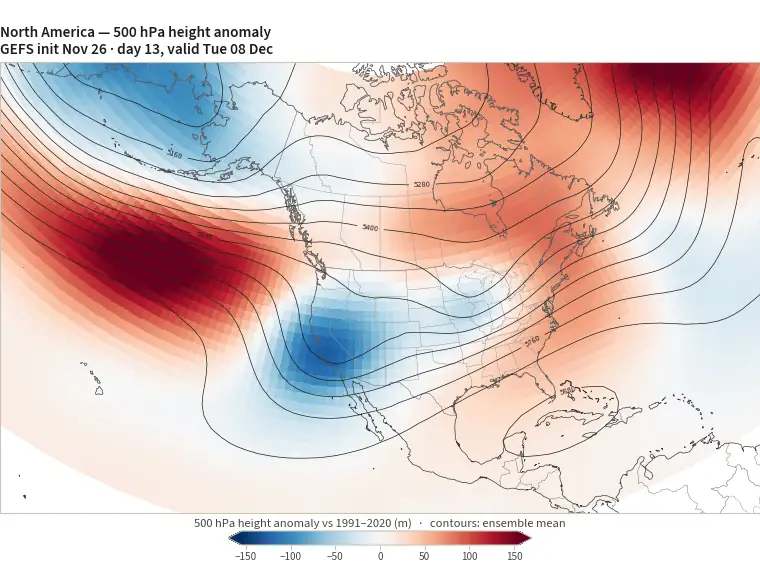 North America — 500 hPa height anomaly
GEFS init Nov 26 · day 13, valid Tue 08 Dec
5160
5280
5400
5760
500 hPa height anomaly vs 1991–2020 (m) · contours: ensemble mean
−150 −100 −50 0 50 100 150